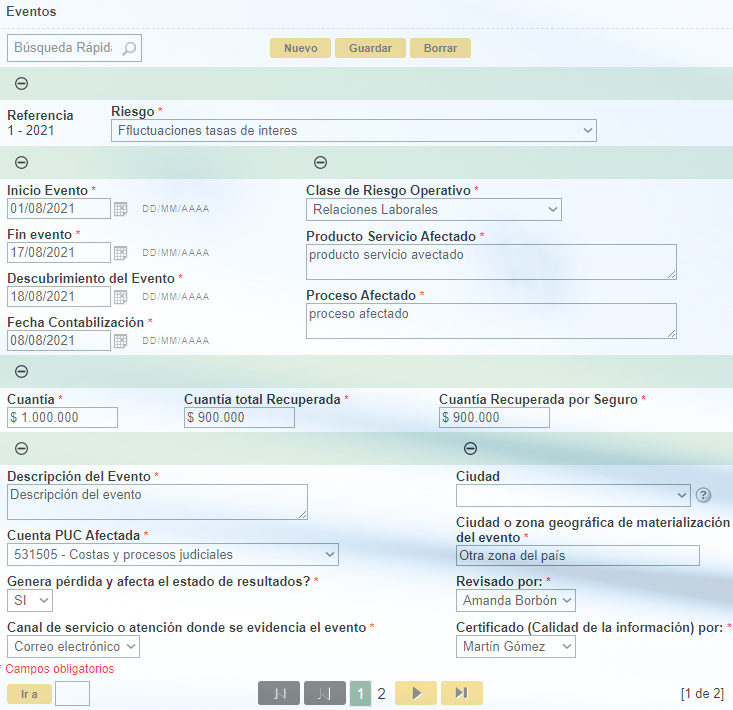 Eventos
Búsqueda Rápida
Nuevo
Guardar
Borrar
Referencia
1 - 2021
Riesgo *
Ffluctuaciones tasas de interes
Inicio Evento *
01/08/2021
DD/MM/AAAA
Fin evento *
17/08/2021
DD/MM/AAAA
Descubrimiento del Evento *
18/08/2021
DD/MM/AAAA
Fecha Contabilización *
08/08/2021
DD/MM/AAAA
Clase de Riesgo Operativo *
Relaciones Laborales
Producto Servicio Afectado *
producto servicio avectado
Proceso Afectado *
proceso afectado
Cuantía *
$ 1.000.000
Cuantía total Recuperada *
$ 900.000
Cuantía Recuperada por Seguro *
$ 900.000
Descripción del Evento *
Descripción del evento
Cuenta PUC Afectada *
531505 - Costas y procesos judiciales
Genera pérdida y afecta el estado de resultados? *
SI
Canal de servicio o atención donde se evidencia el evento *
Correo electrónico
Ciudad
?
Ciudad o zona geográfica de materialización
del evento *
Otra zona del país
Revisado por: *
Amanda Borbón
Certificado (Calidad de la información) por: *
Martín Gómez
* Campos obligatorios
Ir a
1
2
[1 de 2]